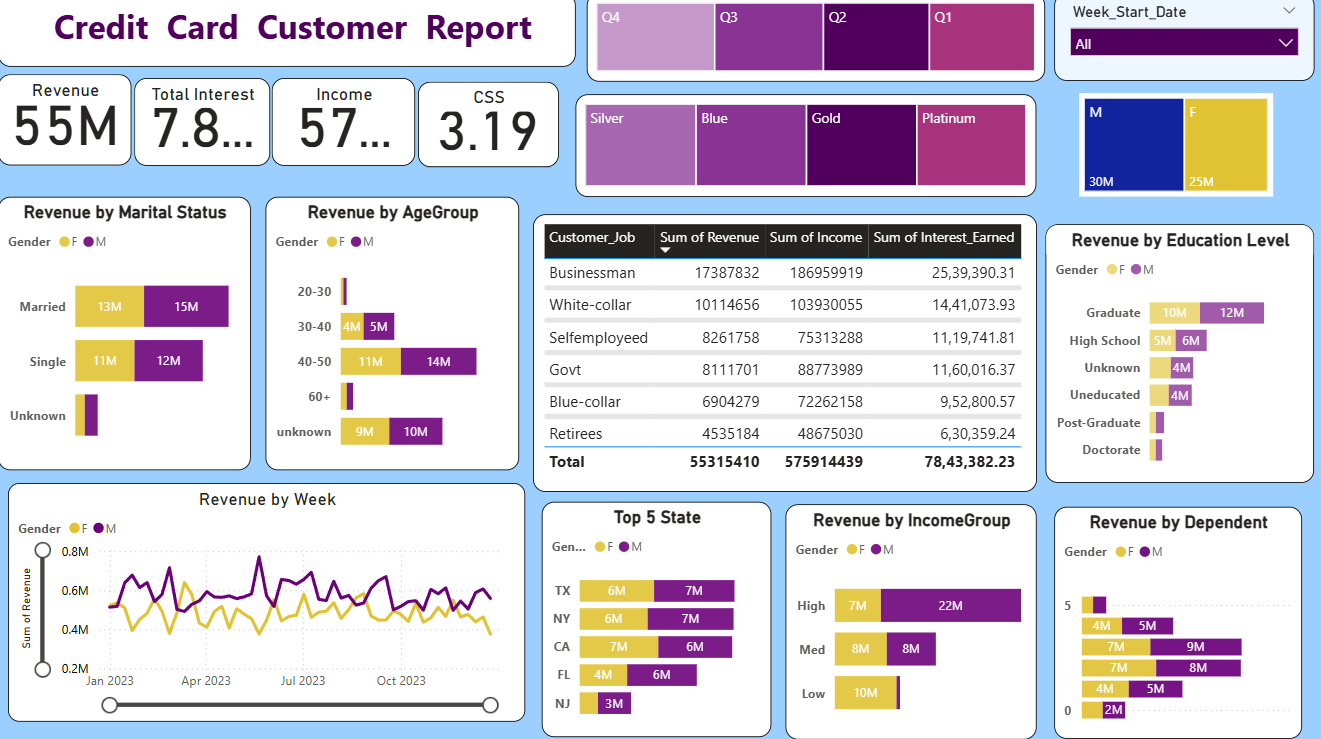 Credit Card Customer Report
Q4 Q3 Q2 Q1
Week_Start_Date
All
Revenue
55M
Total Interest
7.8...
Income
57...
CSS
3.19
Silver Blue Gold Platinum
M F
30M 25M
Revenue by Marital Status
Gender F M
Married 13M 15M
Single 11M 12M
Unknown
Revenue by AgeGroup
Gender F M
20-30
30-40 4M 5M
40-50 11M 14M
60+
unknown 9M 10M
Customer_Job Sum of Revenue Sum of Income Sum of Interest_Earned
Businessman 17387832 186959919 25,39,390.31
White-collar 10114656 103930055 14,41,073.93
Selfemployeed 8261758 75313288 11,19,741.81
Govt 8111701 88773989 11,60,016.37
Blue-collar 6904279 72262158 9,52,800.57
Retirees 4535184 48675030 6,30,359.24
Total 55315410 575914439 78,43,382.23
Revenue by Education Level
Gender F M
Graduate 10M 12M
High School 5M 6M
Unknown 4M
Uneducated 4M
Post-Graduate
Doctorate
Revenue by Week
Gender F M
Sum of Revenue
0.8M
0.6M
0.4M
0.2M
Jan 2023 Apr 2023 Jul 2023 Oct 2023
Top 5 State
Gen... F M
TX 6M 7M
NY 6M 7M
CA 7M 6M
FL 4M 6M
NJ 3M
Revenue by IncomeGroup
Gender F M
High 7M 22M
Med 8M 8M
Low 10M
Revenue by Dependent
Gender F M
5
4M 5M
7M 9M
7M 8M
4M 5M
0 2M